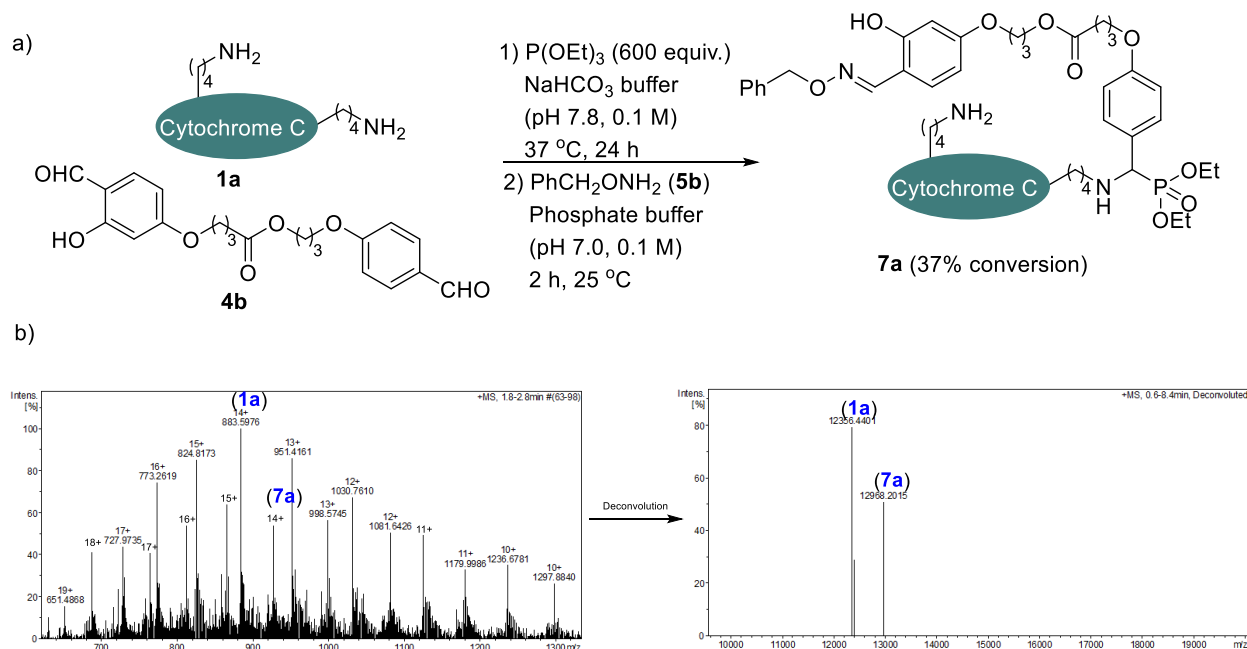 a)
NH2
( )4
( )4 NH2
Cytochrome C
1a
OHC
HO
O
( )3
O
O
( )3
O
CHO
4b
1) P(OEt)3 (600 equiv.)
NaHCO3 buffer
(pH 7.8, 0.1 M)
37 oC, 24 h
2) PhCH2ONH2 (5b)
Phosphate buffer
(pH 7.0, 0.1 M)
2 h, 25 oC
HO
O
( )3
O
O
( )3
O
Ph
O
N
NH2
( )4
Cytochrome C
( )4
N
H
P
OEt
O
OEt
7a (37% conversion)
b)
Intens.
[%]
+MS, 1.8-2.8min #(63-98)
100
80
60
40
20
0
700
800
900
1000
1100
1200
1300 m/z
19+
651.4868
18+
17+
727.9735
17+
16+
773.2619
16+
15+
824.8173
15+
(1a)
14+
883.5976
(7a)
14+
13+
951.4161
13+
998.5745
12+
1030.7610
12+
1081.6426
11+
11+
1179.9986
10+
1236.6781
10+
1297.8840
Deconvolution
Intens.
[%]
+MS, 0.6-8.4min, Deconvoluted
80
60
40
20
0
(1a)
12356.4401
(7a)
12968.2015
10000
11000
12000
13000
14000
15000
16000
17000
18000
19000
m/z